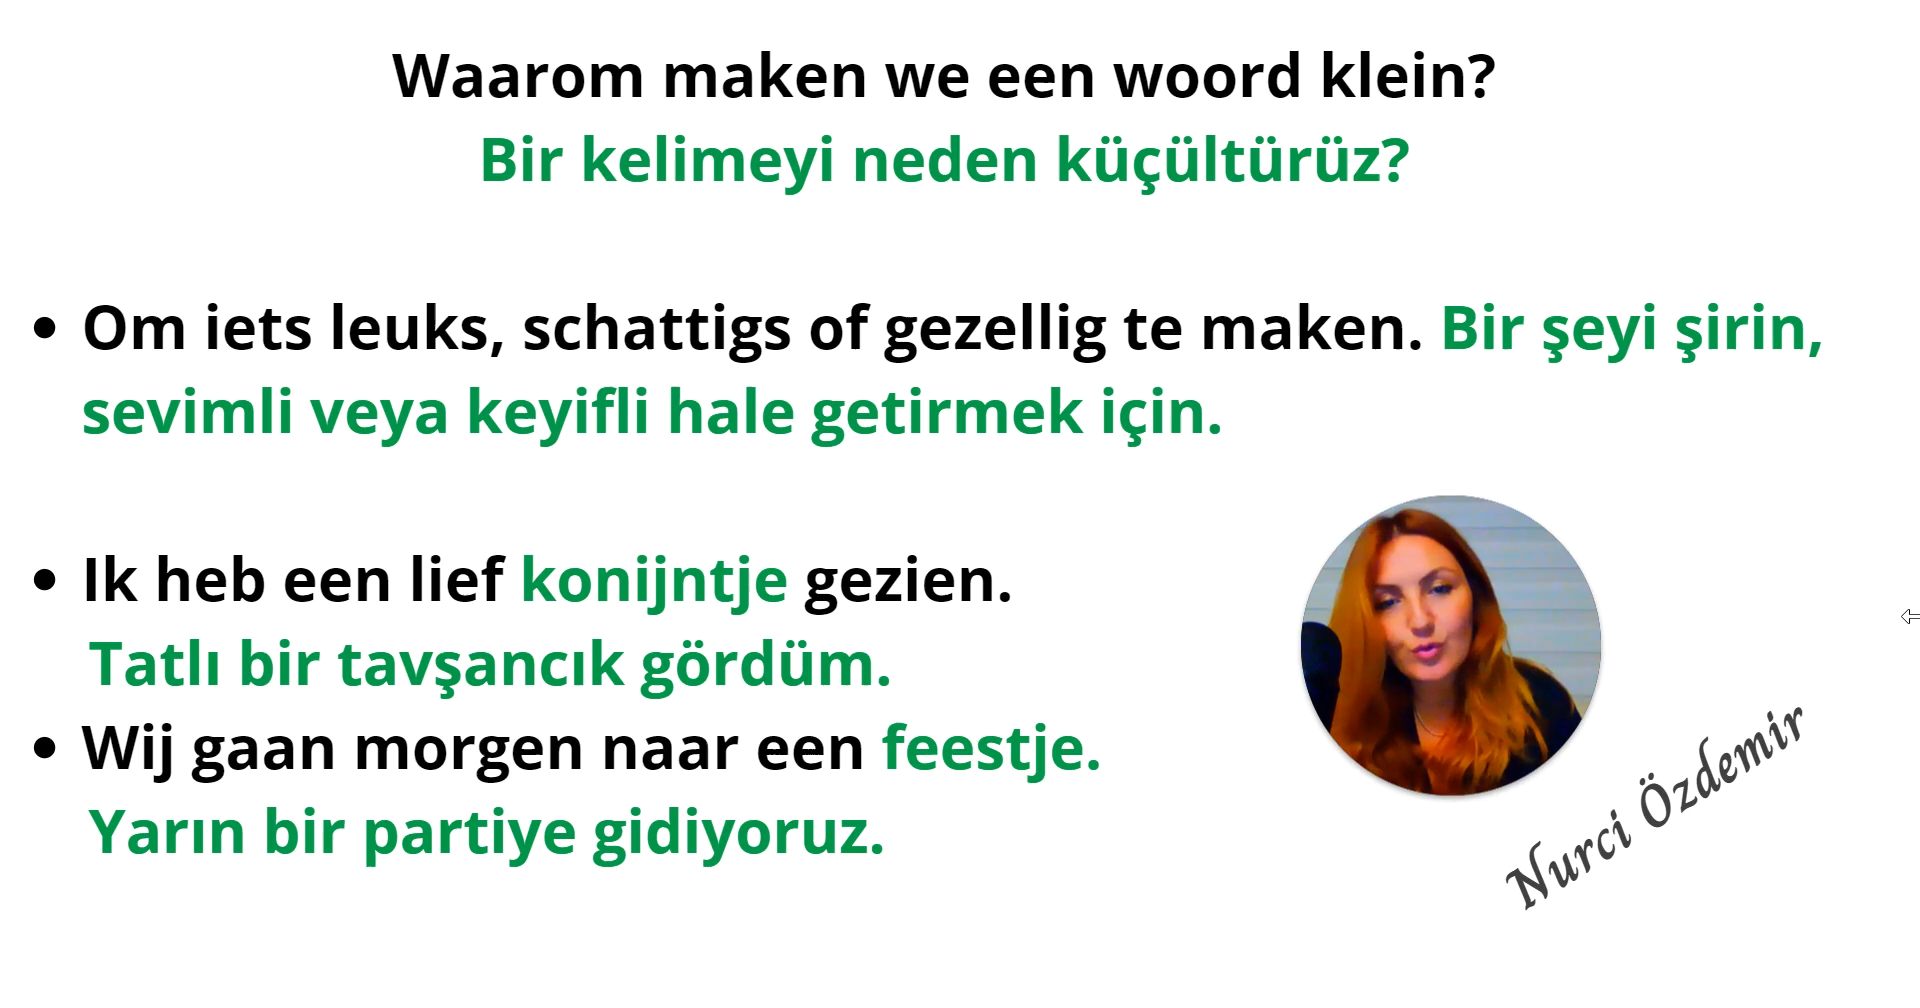 Waarom maken we een woord klein?
Bir kelimeyi neden küçültürüz?
• Om iets leuks, schattigs of gezellig te maken. Bir şeyi şirin,
sevimli veya keyifli hale getirmek için.
• Ik heb een lief konijntje gezien.
Tatlı bir tavşancık gördüm.
• Wij gaan morgen naar een feestje.
Yarın bir partiye gidiyoruz.
Nurci Özdemir